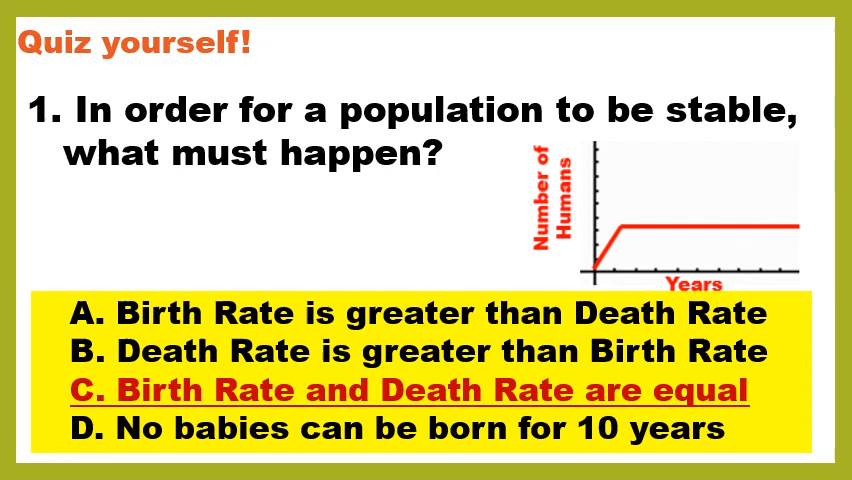 Quiz yourself!
1. In order for a population to be stable,
what must happen?
Number of
Humans
Years
A. Birth Rate is greater than Death Rate
B. Death Rate is greater than Birth Rate
C. Birth Rate and Death Rate are equal
D. No babies can be born for 10 years